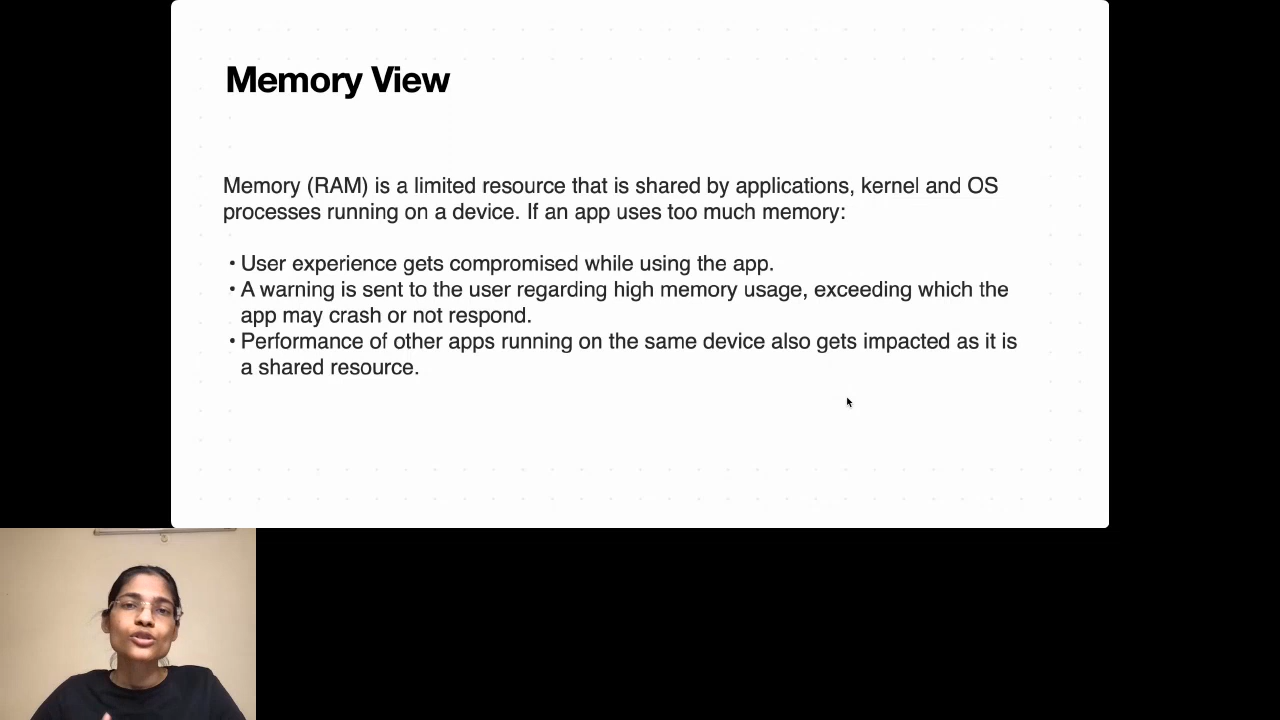 Memory View
Memory (RAM) is a limited resource that is shared by applications, kernel and OS
processes running on a device. If an app uses too much memory:
• User experience gets compromised while using the app.
• A warning is sent to the user regarding high memory usage, exceeding which the
app may crash or not respond.
• Performance of other apps running on the same device also gets impacted as it is
a shared resource.